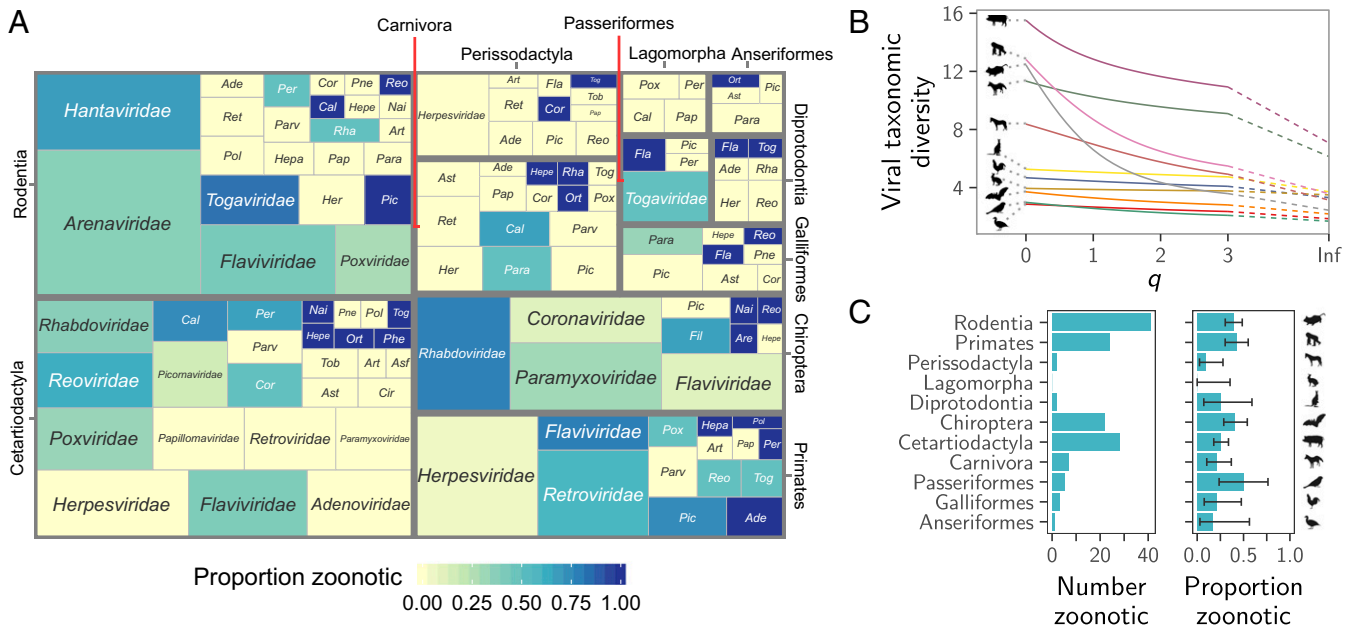 A
Carnivora
Passeriformes
Perissodactyla
Lagomorpha
Anseriformes
Rodentia
Hantaviridae
Arenaviridae
Ade
Ret
Pol
Per
Parv
Hepa
Cor
Pne
Reo
Cal
Hepe
Nai
Rha
Art
Pap
Para
Togaviridae
Her
Pic
Flaviviridae
Poxviridae
Herpesviridae
Art
Ret
Ade
Fla
Cor
Pic
Tog
Tob
Pap
Reo
Pox
Per
Cal
Pap
Ort
Ast
Pic
Para
Diprotodontia
Ast
Ret
Her
Ade
Pap
Hepe
Cor
Rha
Ort
Tog
Pox
Cal
Parv
Para
Pic
Fla
Pic
Per
Togaviridae
Fla
Tog
Ade
Rha
Her
Reo
Galliformes
Para
Pic
Hepe
Reo
Fla
Pne
Ast
Cor
Cetartiodactyla
Rhabdoviridae
Reoviridae
Poxviridae
Cal
Picornaviridae
Per
Parv
Cor
Nai
Pne
Pol
Tog
Hepe
Ort
Phe
Tob
Art
Asf
Ast
Cir
Papillomaviridae
Retroviridae
Paramyxoviridae
Herpesviridae
Flaviviridae
Adenoviridae
Chiroptera
Rhabdoviridae
Coronaviridae
Paramyxoviridae
Pic
Fil
Nai
Reo
Are
Hepe
Flaviviridae
Primates
Herpesviridae
Flaviviridae
Retroviridae
Pox
Parv
Hepa
Art
Pol
Pap
Per
Reo
Tog
Pic
Ade
Proportion zoonotic
0.00 0.25 0.50 0.75 1.00
B
Viral taxonomic
diversity
16
12
8
4
0 1 2 3 Inf
q
C
Rodentia
Primates
Perissodactyla
Lagomorpha
Diprotodontia
Chiroptera
Cetartiodactyla
Carnivora
Passeriformes
Galliformes
Anseriformes
0 20 40
Number
zoonotic
0.0 0.5 1.0
Proportion
zoonotic